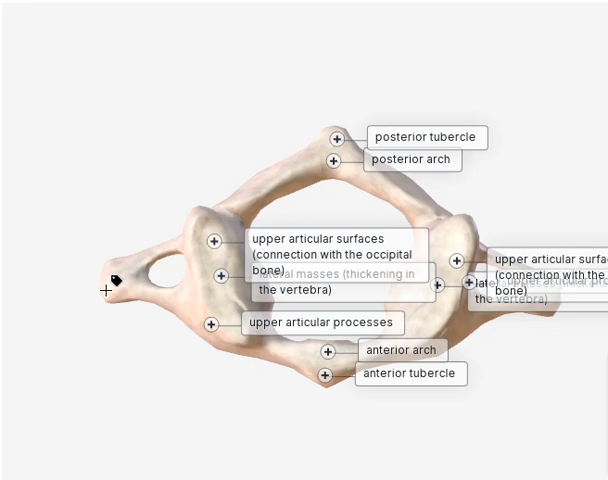 posterior tubercle
posterior arch
upper articular surfaces
(connection with the occipital
bone)
lateral masses (thickening in
the vertebra)
upper articular processes
anterior arch
anterior tubercle
upper articular surfa
(connection with the
bone)
late
the vertebra)